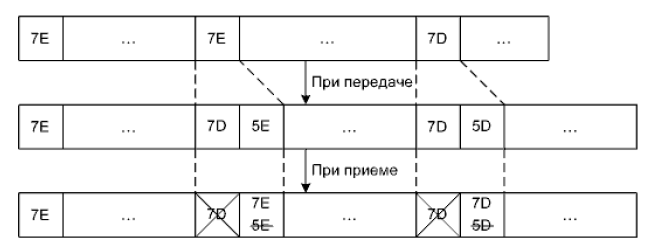 7E ... 7E ... 7D ...
При передаче
7E ... 7D 5E ... 7D 5D ...
При приеме
7E ... 7D 7E 5E ... 7D 7D 5D ...